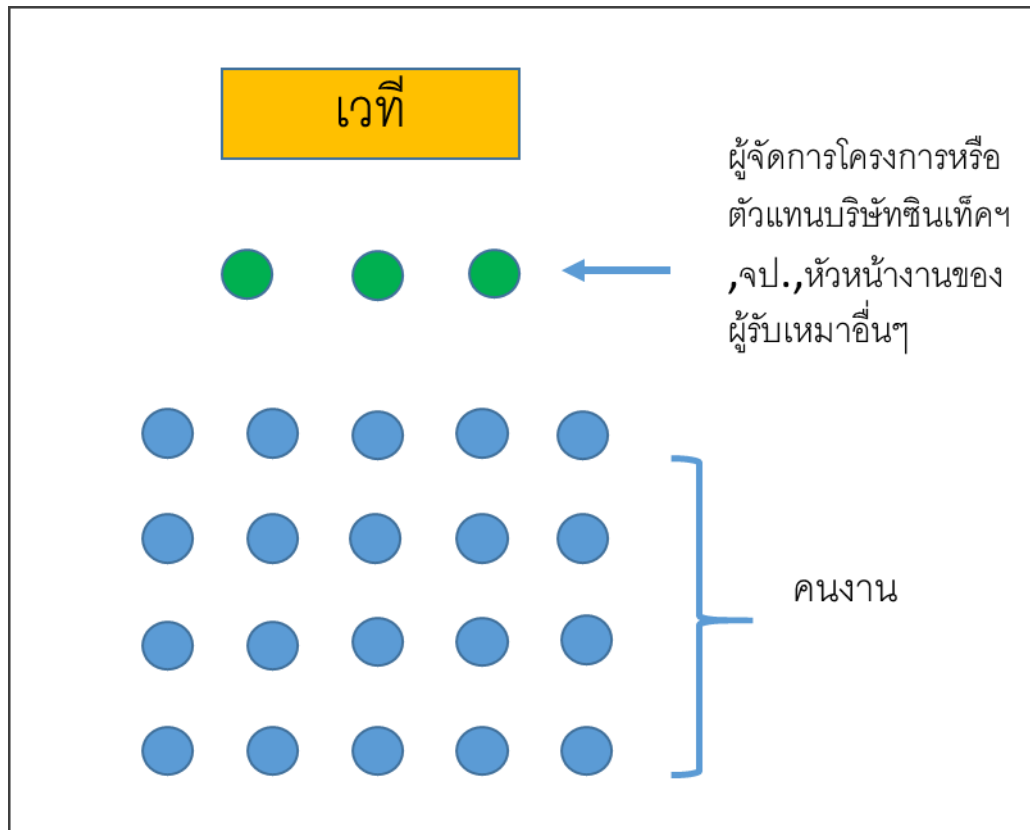 เวที
ผู้จัดการโครงการหรือ
ตัวแทนบริษัทซินเท็คฯ
,จป.,หัวหน้างานของ
ผู้รับเหมาอื่นๆ
คนงาน